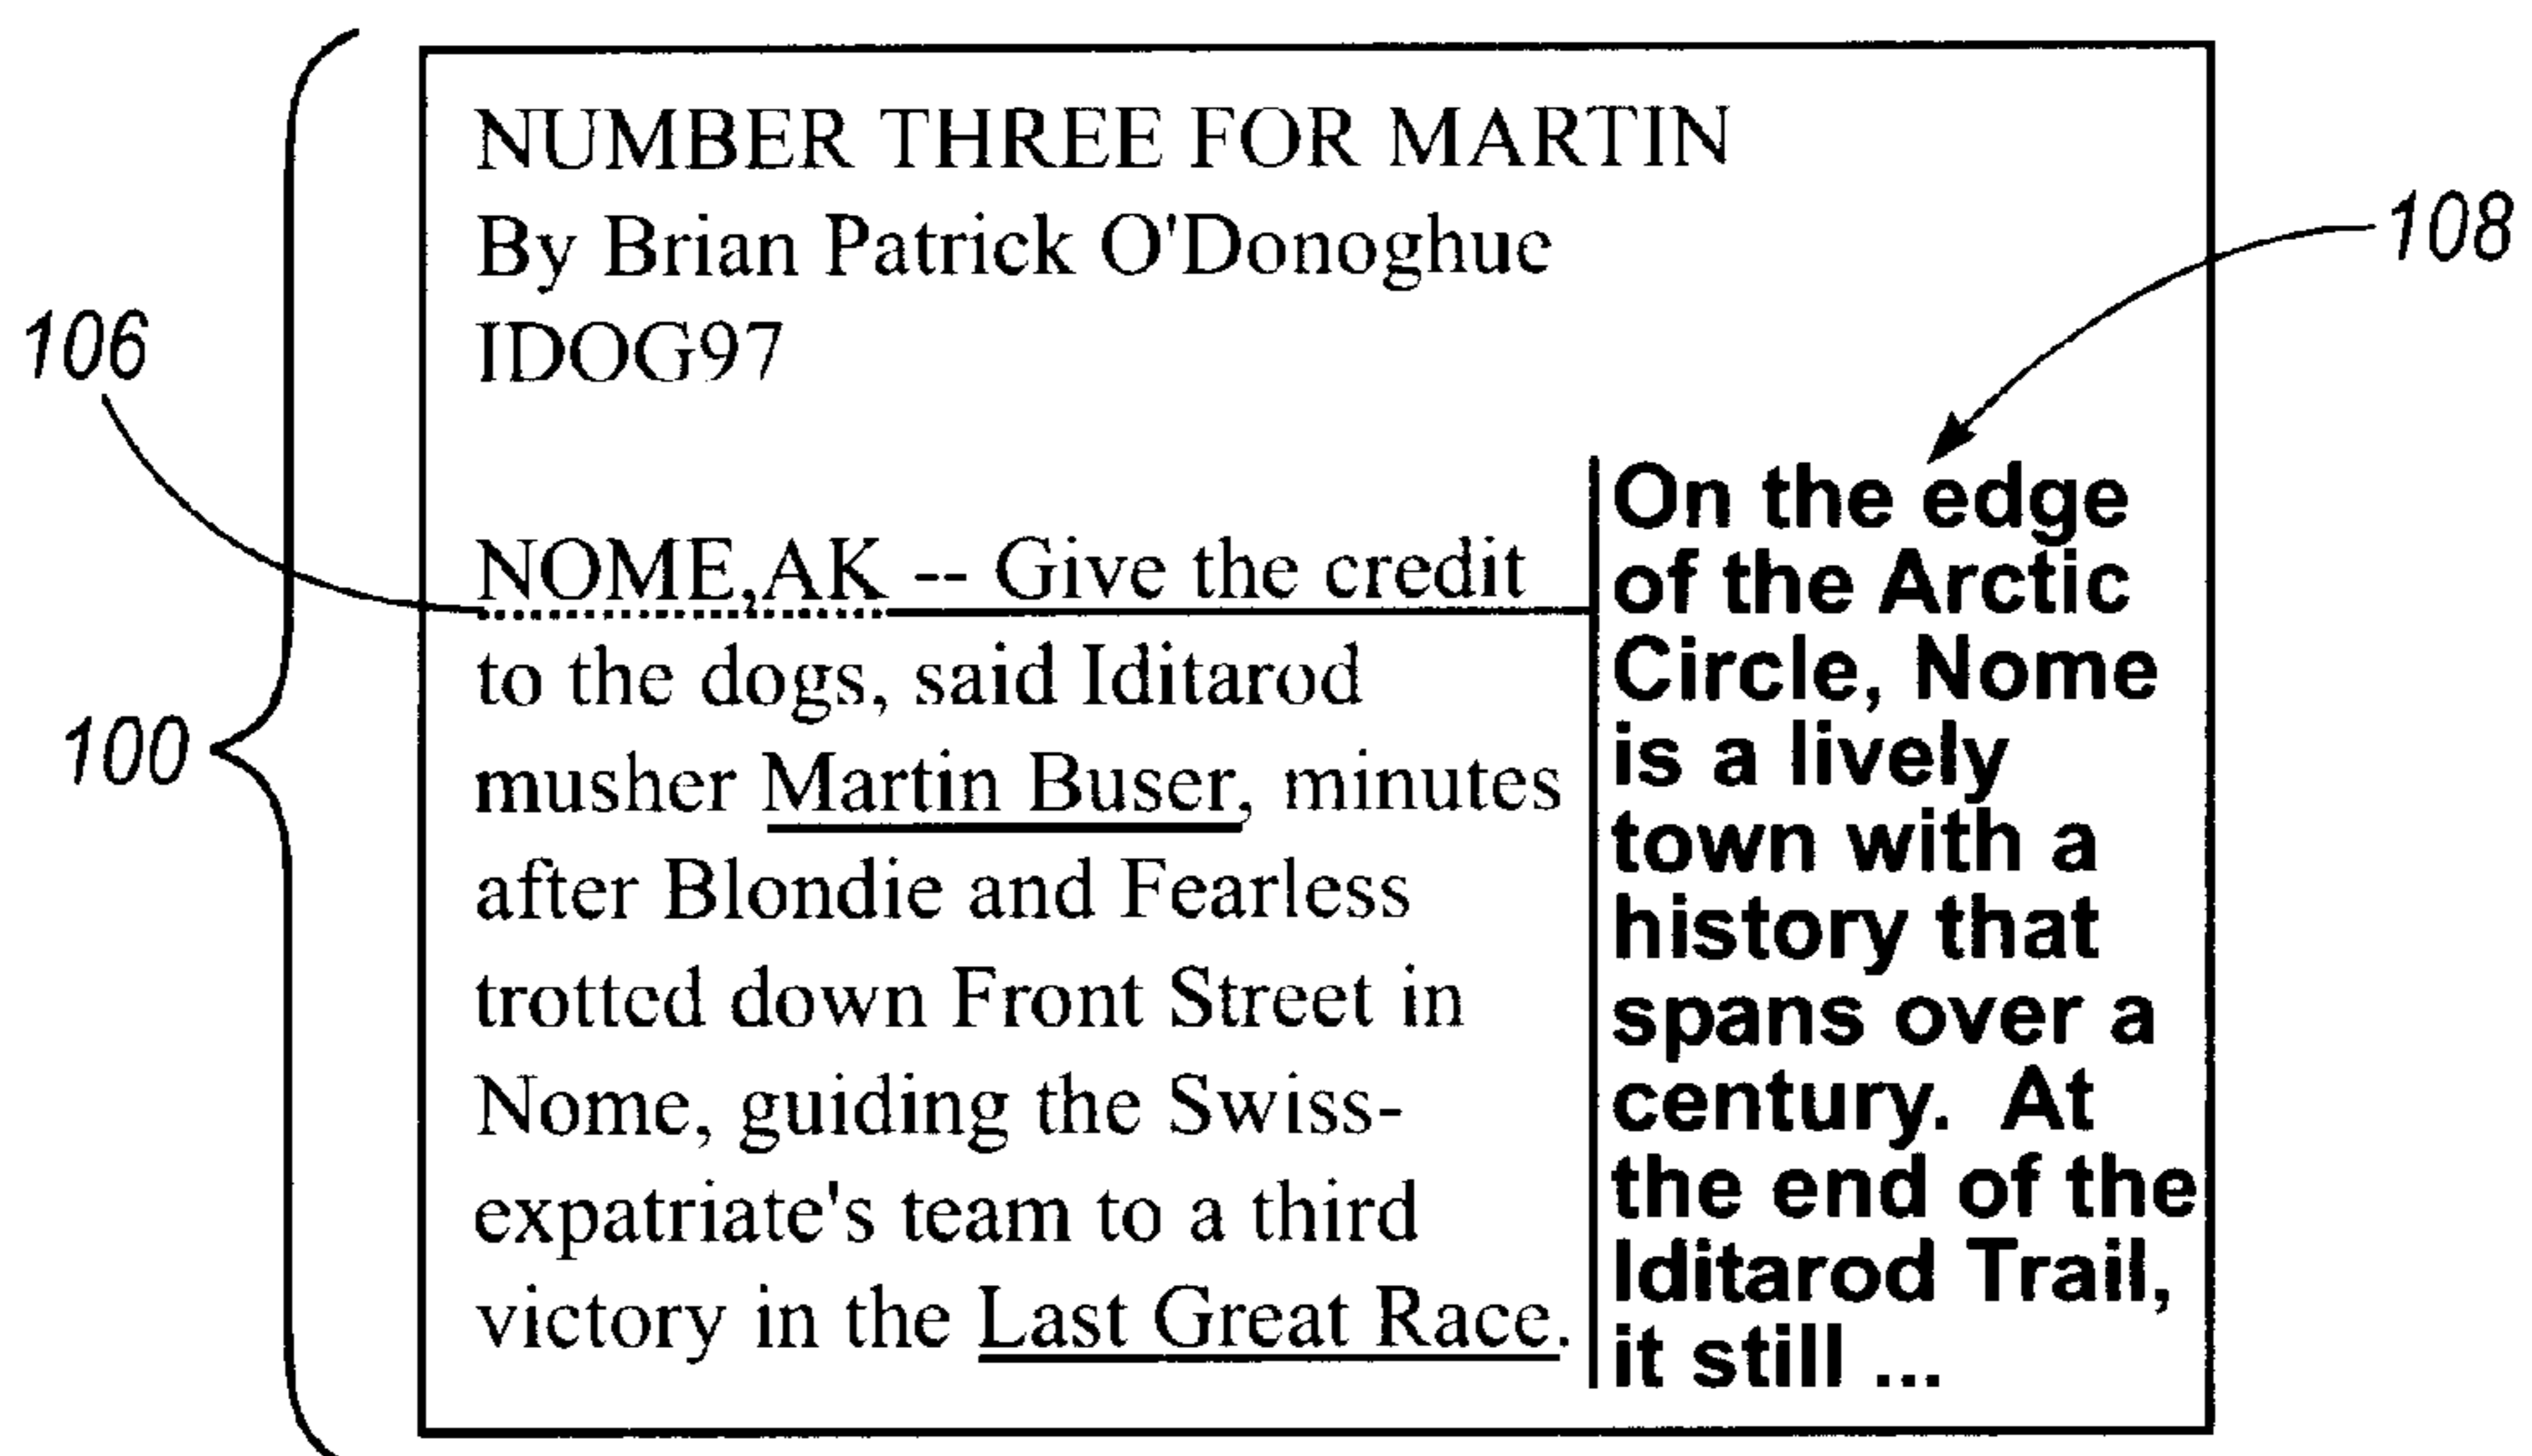 NUMBER THREE FOR MARTIN
By Brian Patrick O'Donoghue
IDOG97
NOME,AK -- Give the credit
to the dogs, said Iditarod
musher Martin Buser, minutes
after Blondie and Fearless
trotted down Front Street in
Nome, guiding the Swiss-
expatriate's team to a third
victory in the Last Great Race.
On the edge
of the Arctic
Circle, Nome
is a lively
town with a
history that
spans over a
century. At
the end of the
Iditarod Trail,
it still ...
106
100
108